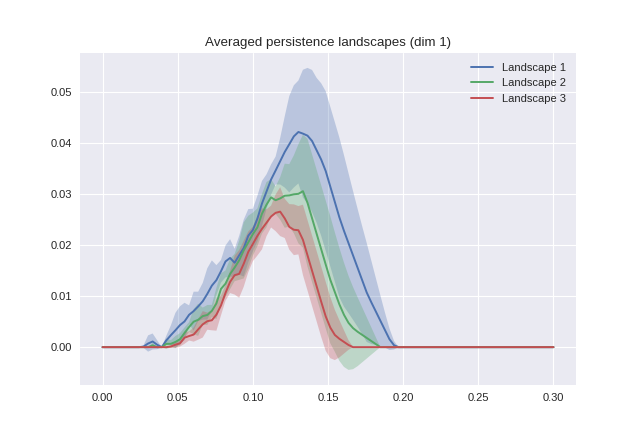 Averaged persistence landscapes (dim 1)
Landscape 1
Landscape 2
Landscape 3
0.05
0.04
0.03
0.02
0.01
0.00
0.00 0.05 0.10 0.15 0.20 0.25 0.30